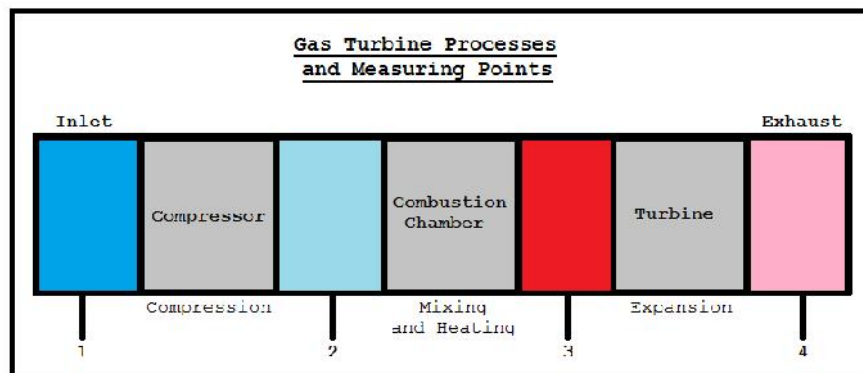 Gas Turbine Processes
and Measuring Points
Inlet
Exhaust
Compressor
Combustion
Chamber
Turbine
Compression
Mixing
and Heating
Expansion
1
2
3
4